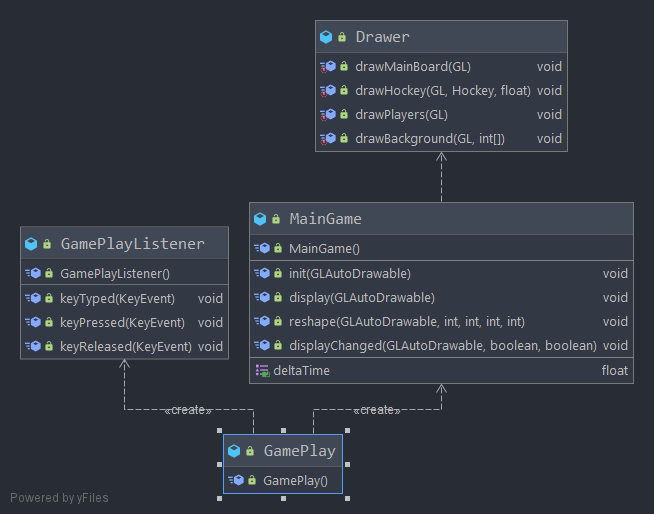 Drawer
drawMainBoard(GL) void
drawHockey(GL, Hockey, float) void
drawPlayers(GL) void
drawBackground(GL, int[]) void
MainGame
MainGame()
init(GLAutoDrawable) void
display(GLAutoDrawable) void
reshape(GLAutoDrawable, int, int, int, int) void
displayChanged(GLAutoDrawable, boolean, boolean) void
deltaTime float
GamePlayListener
GamePlayListener()
keyTyped(KeyEvent) void
keyPressed(KeyEvent) void
keyReleased(KeyEvent) void
«create» «create»
GamePlay
GamePlay()
Powered by yFiles